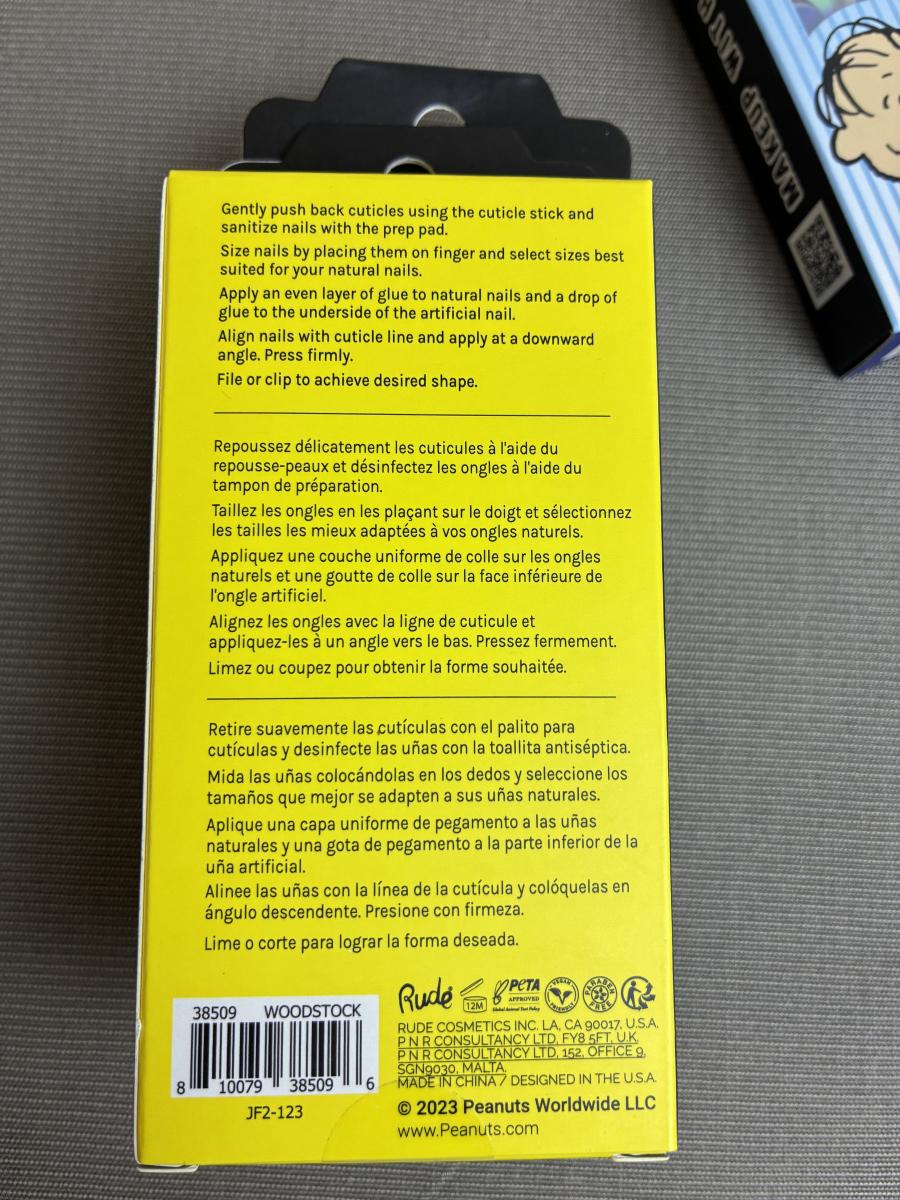 MAKEUP WITH
Gently push back cuticles using the cuticle stick and
sanitize nails with the prep pad.
Size nails by placing them on finger and select sizes best
suited for your natural nails.
Apply an even layer of glue to natural nails and a drop of
glue to the underside of the artificial nail.
Align nails with cuticle line and apply at a downward
angle. Press firmly.
File or clip to achieve desired shape.
Repoussez délicatement les cuticules à l'aide du
repousse-peaux et désinfectez les ongles à l'aide du
tampon de préparation.
Taillez les ongles en les plaçant sur le doigt et sélectionnez
les tailles les mieux adaptées à vos ongles naturels.
Appliquez une couche uniforme de colle sur les ongles
naturels et une goutte de colle sur la face inférieure de
l'ongle artificiel.
Alignez les ongles avec la ligne de cuticule et
appliquez-les à un angle vers le bas. Pressez fermement.
Limez ou coupez pour obtenir la forme souhaitée.
Retire suavemente las cutículas con el palito para
cutículas y desinfecte las uñas con la toallita antiséptica.
Mida las uñas colocándolas en los dedos y seleccione los
tamaños que mejor se adapten a sus uñas naturales.
Aplique una capa uniforme de pegamento a las uñas
naturales y una gota de pegamento a la parte inferior de la
uña artificial.
Alinee las uñas con la línea de la cutícula y colóquelas en
ángulo descendente. Presione con firmeza.
Lime o corte para lograr la forma deseada.
38509 WOODSTOCK
8 10079 38509 6
JF2-123
Rude 12M PETA APPROVED Global Animal Test Policy VEGAN FRIENDLY PARABEN FREE
RUDE COSMETICS INC. LA, CA 90017, U.S.A.
P N R CONSULTANCY LTD, FY8 5FT, U.K.
P N R CONSULTANCY LTD, 152, OFFICE 9,
SGN9030, MALTA.
MADE IN CHINA / DESIGNED IN THE U.S.A.
© 2023 Peanuts Worldwide LLC
www.Peanuts.com